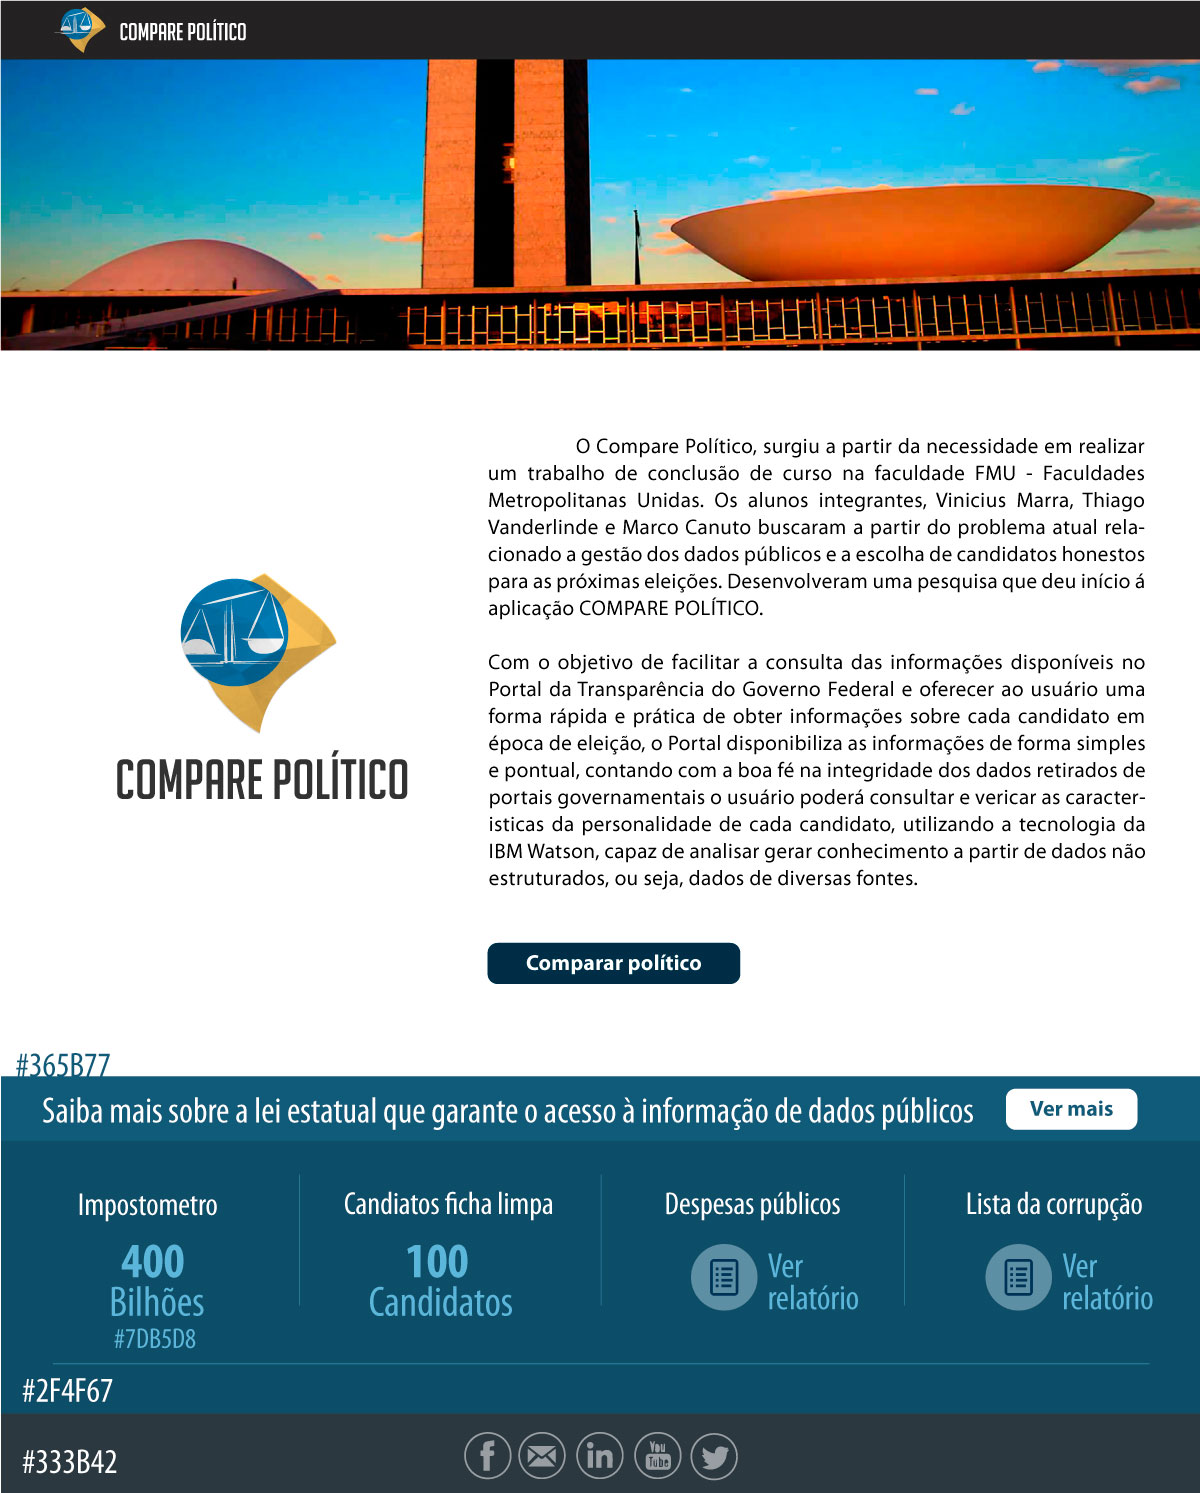 COMPARE POLÍTICO
O Compare Político, surgiu a partir da necessidade em realizar
um trabalho de conclusão de curso na faculdade FMU - Faculdades
Metropolitanas Unidas. Os alunos integrantes, Vinicius Marra, Thiago
Vanderlinde e Marco Canuto buscaram a partir do problema atual rela-
cionado a gestão dos dados públicos e a escolha de candidatos honestos
para as próximas eleições. Desenvolveram uma pesquisa que deu início á
aplicação COMPARE POLÍTICO.
Com o objetivo de facilitar a consulta das informações disponíveis no
Portal da Transparência do Governo Federal e oferecer ao usuário uma
forma rápida e prática de obter informações sobre cada candidato em
época de eleição, o Portal disponibiliza as informações de forma simples
e pontual, contando com a boa fé na integridade dos dados retirados de
portais governamentais o usuário poderá consultar e vericar as caracter-
isticas da personalidade de cada candidato, utilizando a tecnologia da
IBM Watson, capaz de analisar gerar conhecimento a partir de dados não
estruturados, ou seja, dados de diversas fontes.
COMPARE POLÍTICO
Comparar político
#365B77
Saiba mais sobre a lei estatual que garante o acesso à informação de dados públicos
Ver mais
Impostometro
400
Bilhões
#7DB5D8
Candiatos ficha limpa
100
Candidatos
Despesas públicos
Ver
relatório
Lista da corrupção
Ver
relatório
#2F4F67
#333B42
You
Tube